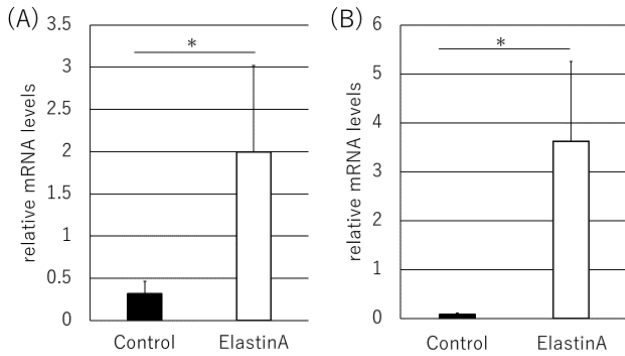 (A)
relative mRNA levels
3.5
3
2.5
2
1.5
1
0.5
0
*
Control
ElastinA
(B)
relative mRNA levels
6
5
4
3
2
1
0
*
Control
ElastinA